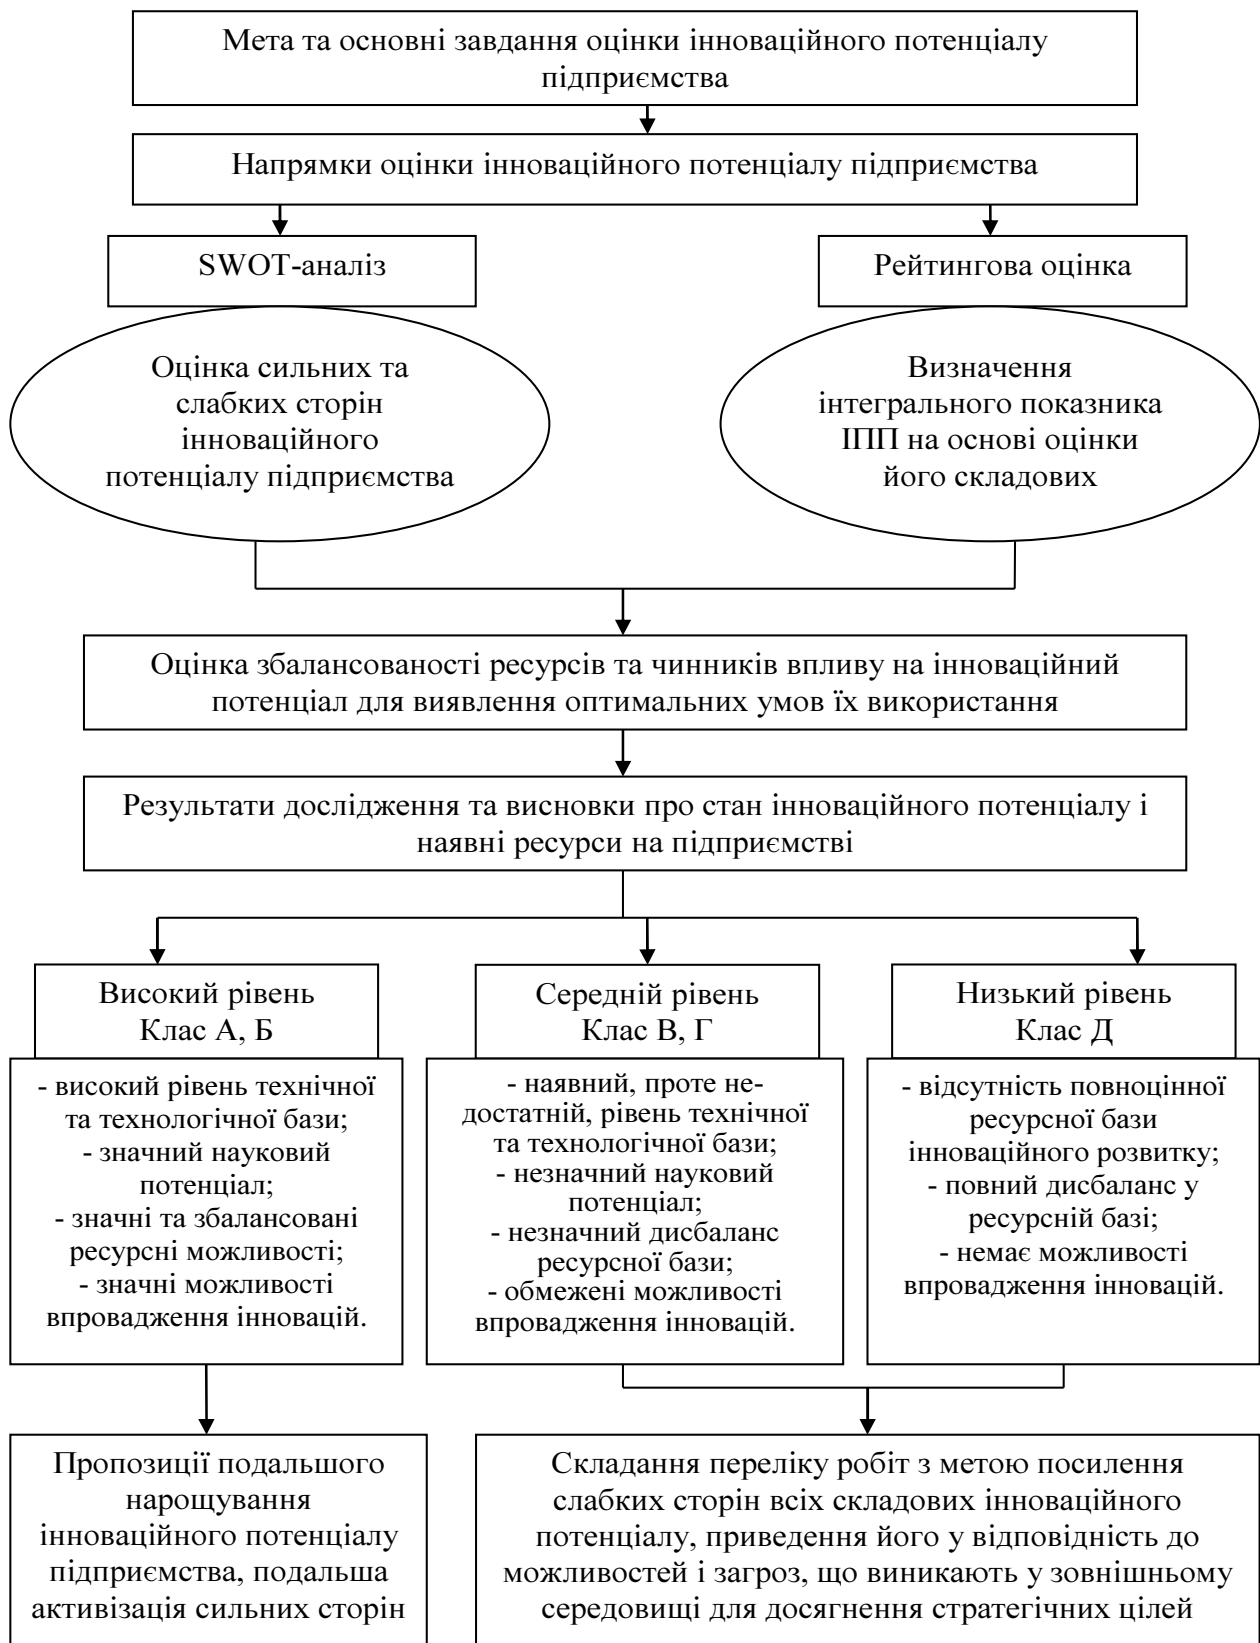 Мета та основні завдання оцінки інноваційного потенціалу
підприємства
Напрямки оцінки інноваційного потенціалу підприємства
SWOT-аналіз
Рейтингова оцінка
Оцінка сильних та
слабких сторін
інноваційного
потенціалу підприємства
Визначення
інтегрального показника
ІПП на основі оцінки
його складових
Оцінка збалансованості ресурсів та чинників впливу на інноваційний
потенціал для виявлення оптимальних умов їх використання
Результати дослідження та висновки про стан інноваційного потенціалу і
наявні ресурси на підприємстві
Високий рівень
Клас А, Б
- високий рівень технічної
та технологічної бази;
- значний науковий
потенціал;
- значні та збалансовані
ресурсні можливості;
- значні можливості
впровадження інновацій.
Середній рівень
Клас В, Г
- наявний, проте не-
достатній, рівень технічної
та технологічної бази;
- незначний науковий
потенціал;
- незначний дисбаланс
ресурсної бази;
- обмежені можливості
впровадження інновацій.
Низький рівень
Клас Д
- відсутність повноцінної
ресурсної бази
інноваційного розвитку;
- повний дисбаланс у
ресурсній базі;
- немає можливості
впровадження інновацій.
Пропозиції подальшого
нарощування
інноваційного потенціалу
підприємства, подальша
активізація сильних сторін
Складання переліку робіт з метою посилення
слабких сторін всіх складових інноваційного
потенціалу, приведення його у відповідність до
можливостей і загроз, що виникають у зовнішньому
середовищі для досягнення стратегічних цілей